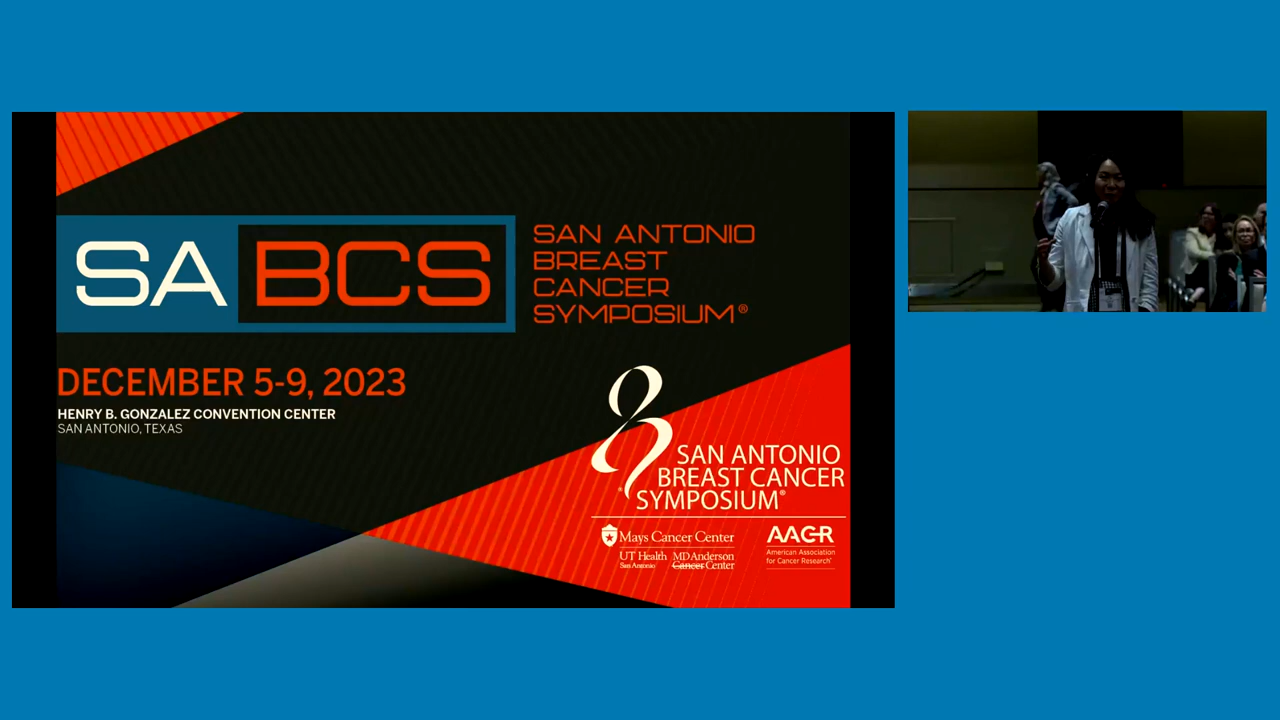 SA BCS
SAN ANTONIO
BREAST
CANCER
SYMPOSIUM®
DECEMBER 5-9, 2023
HENRY B. GONZALEZ CONVENTION CENTER
SAN ANTONIO, TEXAS
SAN ANTONIO
BREAST CANCER
SYMPOSIUM®
Mays Cancer Center
UT Health
San Antonio
MD Anderson
Cancer Center
AACR
American Association
for Cancer Research®